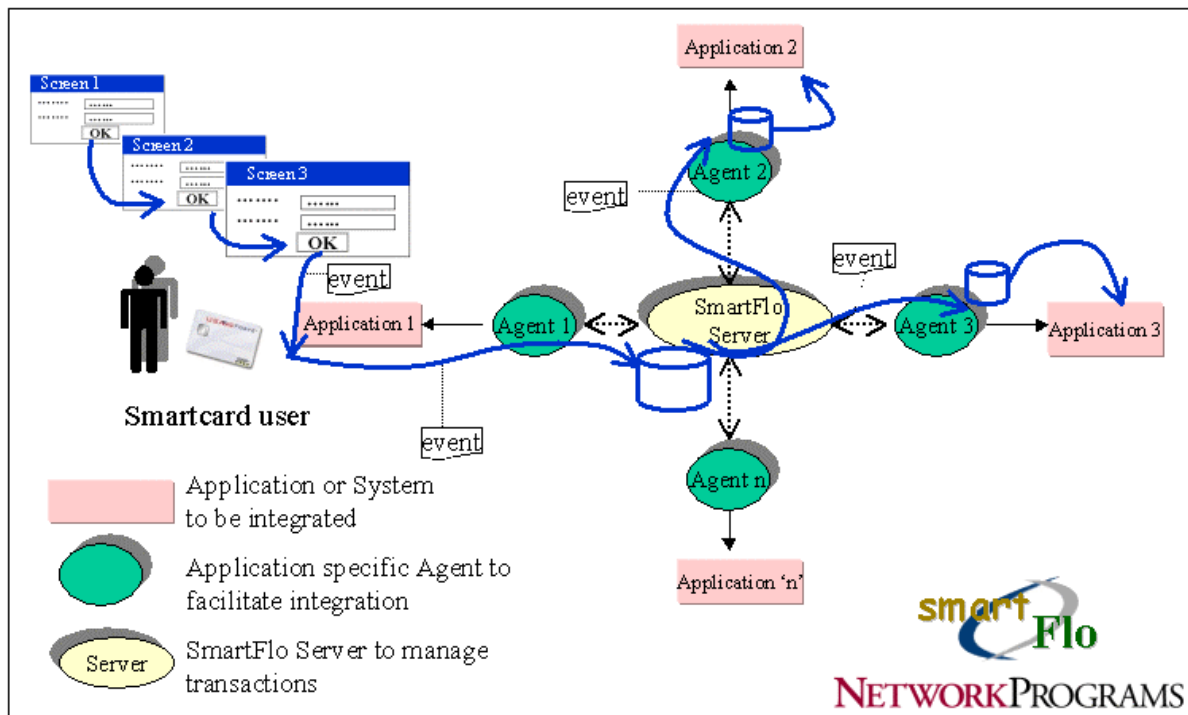 Screen 1
.......
......
.......
......
OK
Screen 2
.......
......
.......
......
OK
Screen 3
.......
......
.......
......
OK
event
Application 2
Agent 2
event
event
Application 1
Agent 1
SmartFlo
Server
Agent 3
Application 3
Smartcard user
event
Agent n
Application ‘n’
Application or System
to be integrated
Application specific Agent to
facilitate integration
Server
SmartFlo Server to manage
transactions
smart
Flo
NETWORKPROGRAMS